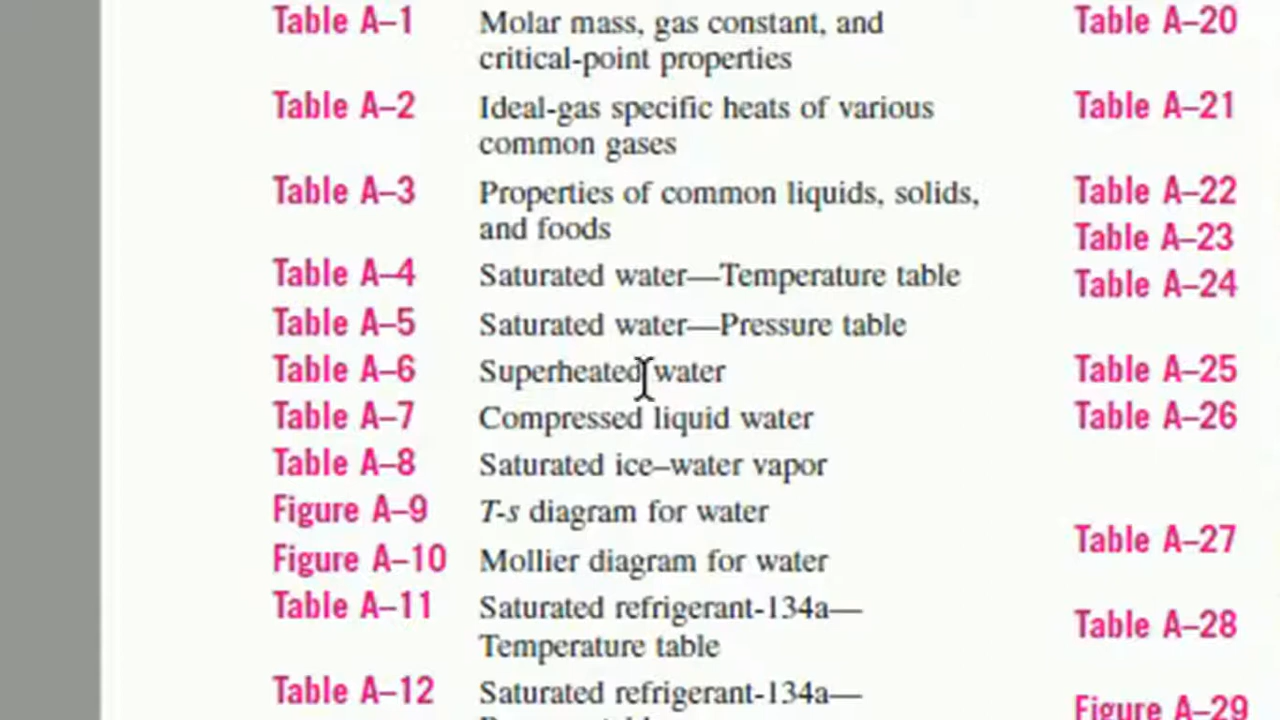 Table A–1 Molar mass, gas constant, and
critical-point properties
Table A–2 Ideal-gas specific heats of various
common gases
Table A–3 Properties of common liquids, solids,
and foods
Table A–4 Saturated water—Temperature table
Table A–5 Saturated water—Pressure table
Table A–6 Superheated water
Table A–7 Compressed liquid water
Table A–8 Saturated ice–water vapor
Figure A–9 T-s diagram for water
Figure A–10 Mollier diagram for water
Table A–11 Saturated refrigerant-134a—
Temperature table
Table A–12 Saturated refrigerant-134a—
Table A–20
Table A–21
Table A–22
Table A–23
Table A–24
Table A–25
Table A–26
Table A–27
Table A–28
Figure A–29